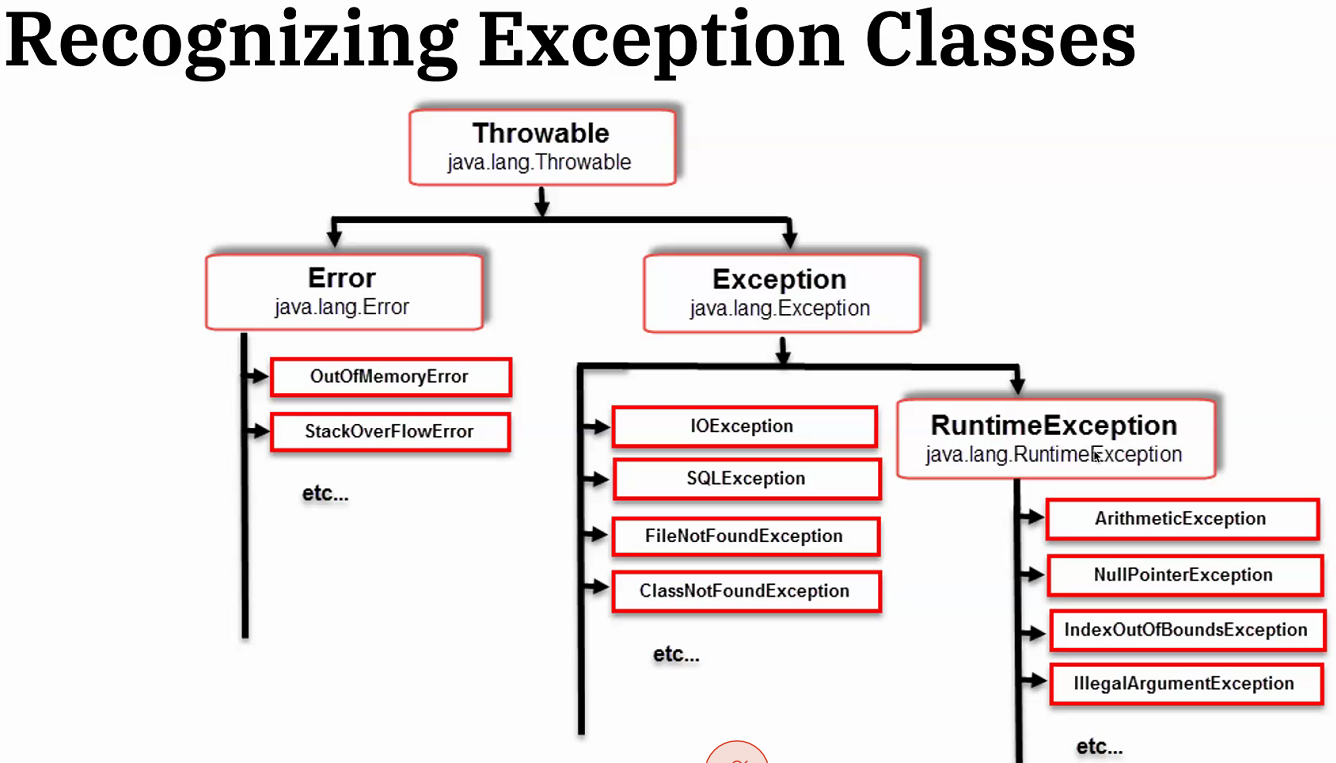 Recognizing Exception Classes
Throwable
java.lang.Throwable
Error
java.lang.Error
OutOfMemoryError
StackOverFlowError
etc...
Exception
java.lang.Exception
IOException
SQLException
FileNotFoundException
ClassNotFoundException
etc...
RuntimeException
java.lang.RuntimeException
ArithmeticException
NullPointerException
IndexOutOfBoundsException
IllegalArgumentException
etc...